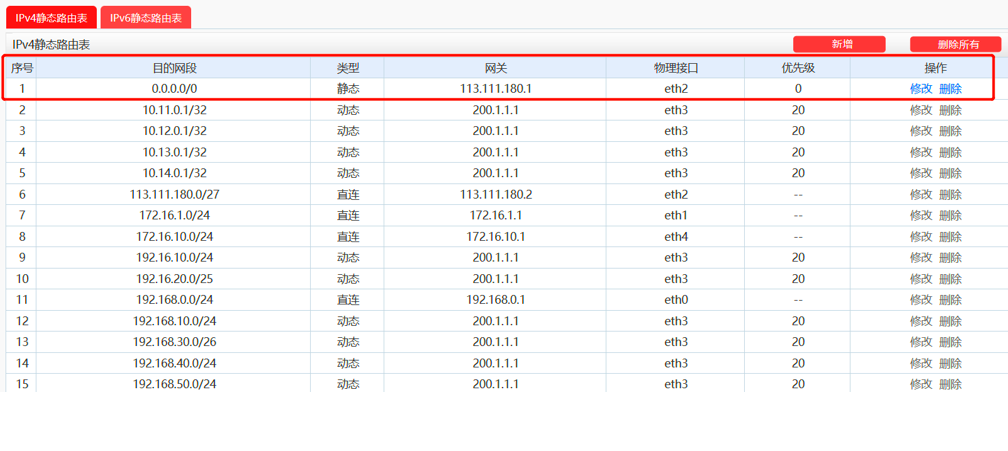 IPv4静态路由表 IPv6静态路由表
IPv4静态路由表 新增 删除所有
序号 目的网段 类型 网关 物理接口 优先级 操作
1 0.0.0.0/0 静态 113.111.180.1 eth2 0 修改 删除
2 10.11.0.1/32 动态 200.1.1.1 eth3 20 修改 删除
3 10.12.0.1/32 动态 200.1.1.1 eth3 20 修改 删除
4 10.13.0.1/32 动态 200.1.1.1 eth3 20 修改 删除
5 10.14.0.1/32 动态 200.1.1.1 eth3 20 修改 删除
6 113.111.180.0/27 直连 113.111.180.2 eth2 -- 修改 删除
7 172.16.1.0/24 直连 172.16.1.1 eth1 -- 修改 删除
8 172.16.10.0/24 直连 172.16.10.1 eth4 -- 修改 删除
9 192.16.10.0/24 动态 200.1.1.1 eth3 20 修改 删除
10 192.16.20.0/25 动态 200.1.1.1 eth3 20 修改 删除
11 192.168.0.0/24 直连 192.168.0.1 eth0 -- 修改 删除
12 192.168.10.0/24 动态 200.1.1.1 eth3 20 修改 删除
13 192.168.30.0/26 动态 200.1.1.1 eth3 20 修改 删除
14 192.168.40.0/24 动态 200.1.1.1 eth3 20 修改 删除
15 192.168.50.0/24 动态 200.1.1.1 eth3 20 修改 删除